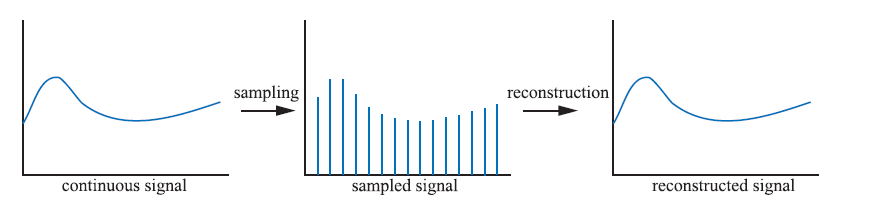 sampling
reconstruction
continuous signal
sampled signal
reconstructed signal